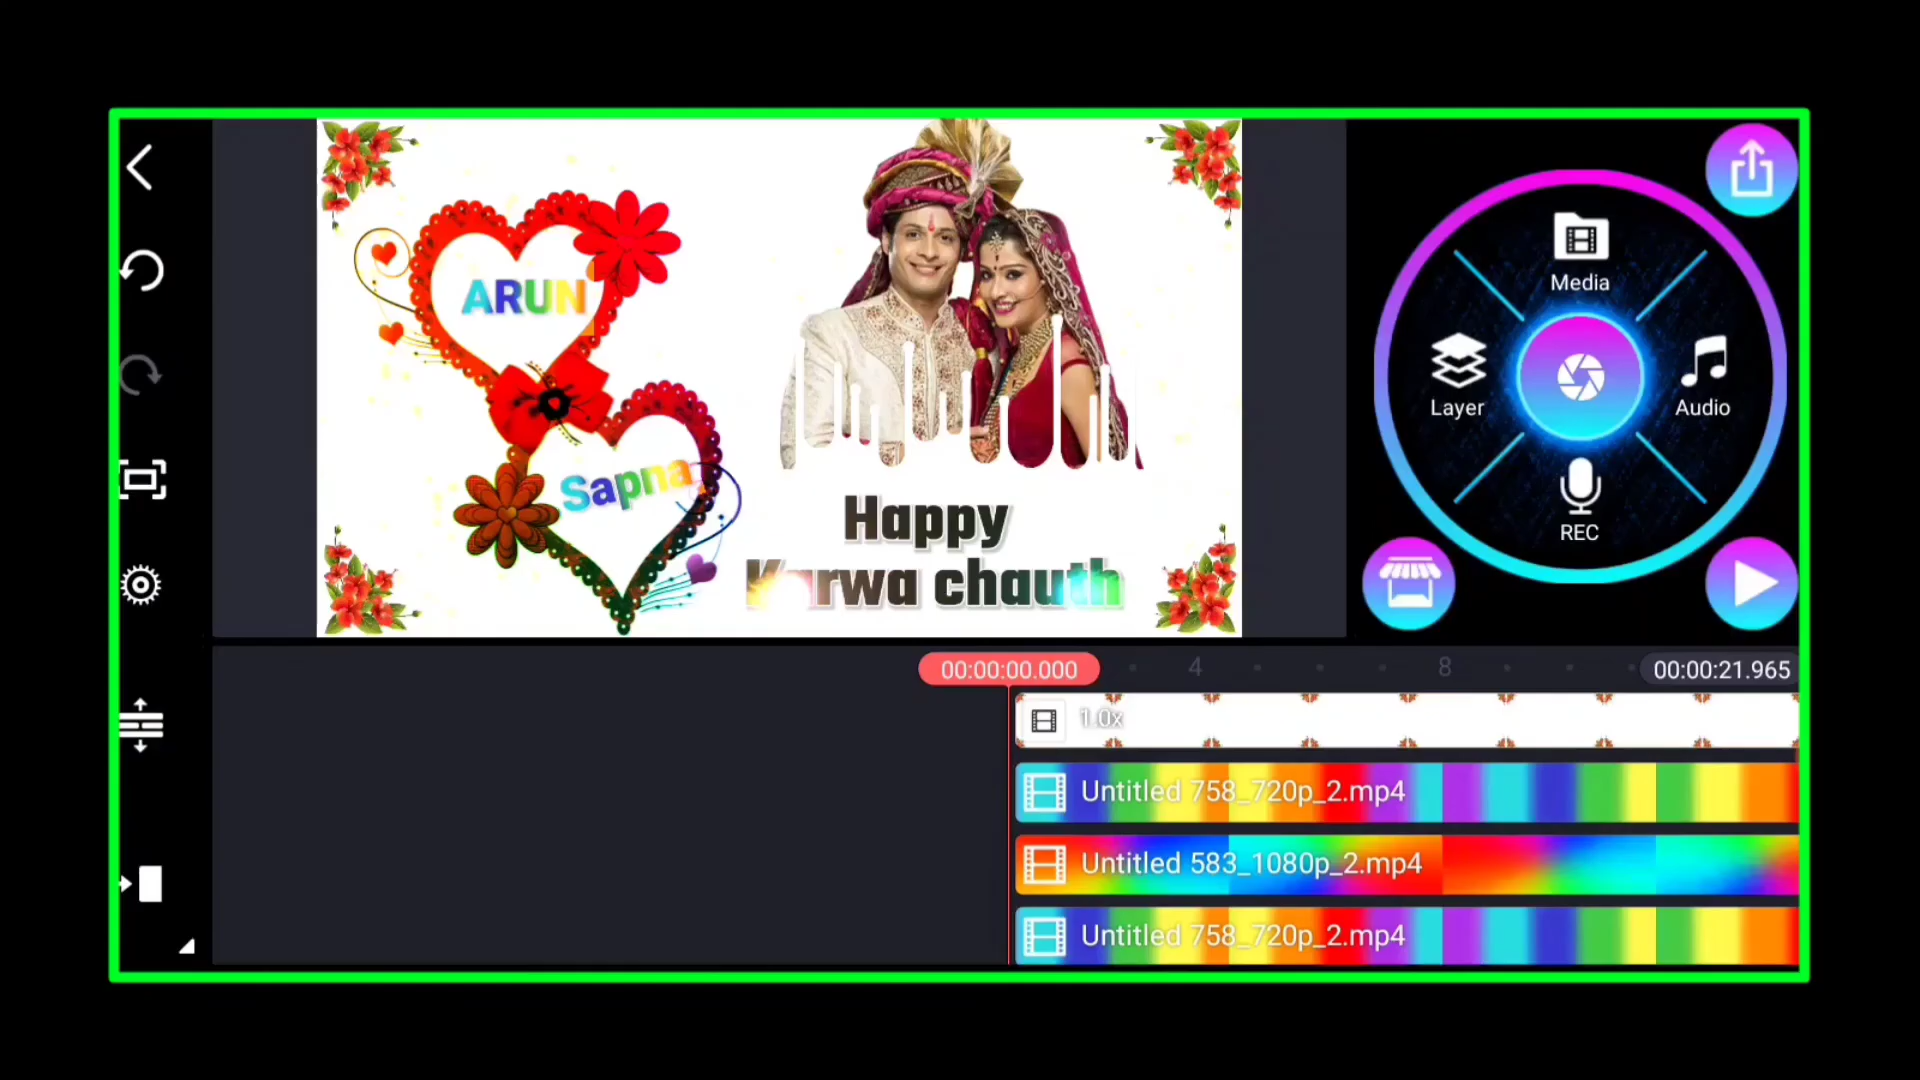 ARUN
Sapna
Happy
Karwa chauth
Media
Layer
Audio
REC
00:00:00.000
4
8
00:00:21.965
1.0x
Untitled 758_720p_2.mp4
Untitled 583_1080p_2.mp4
Untitled 758_720p_2.mp4